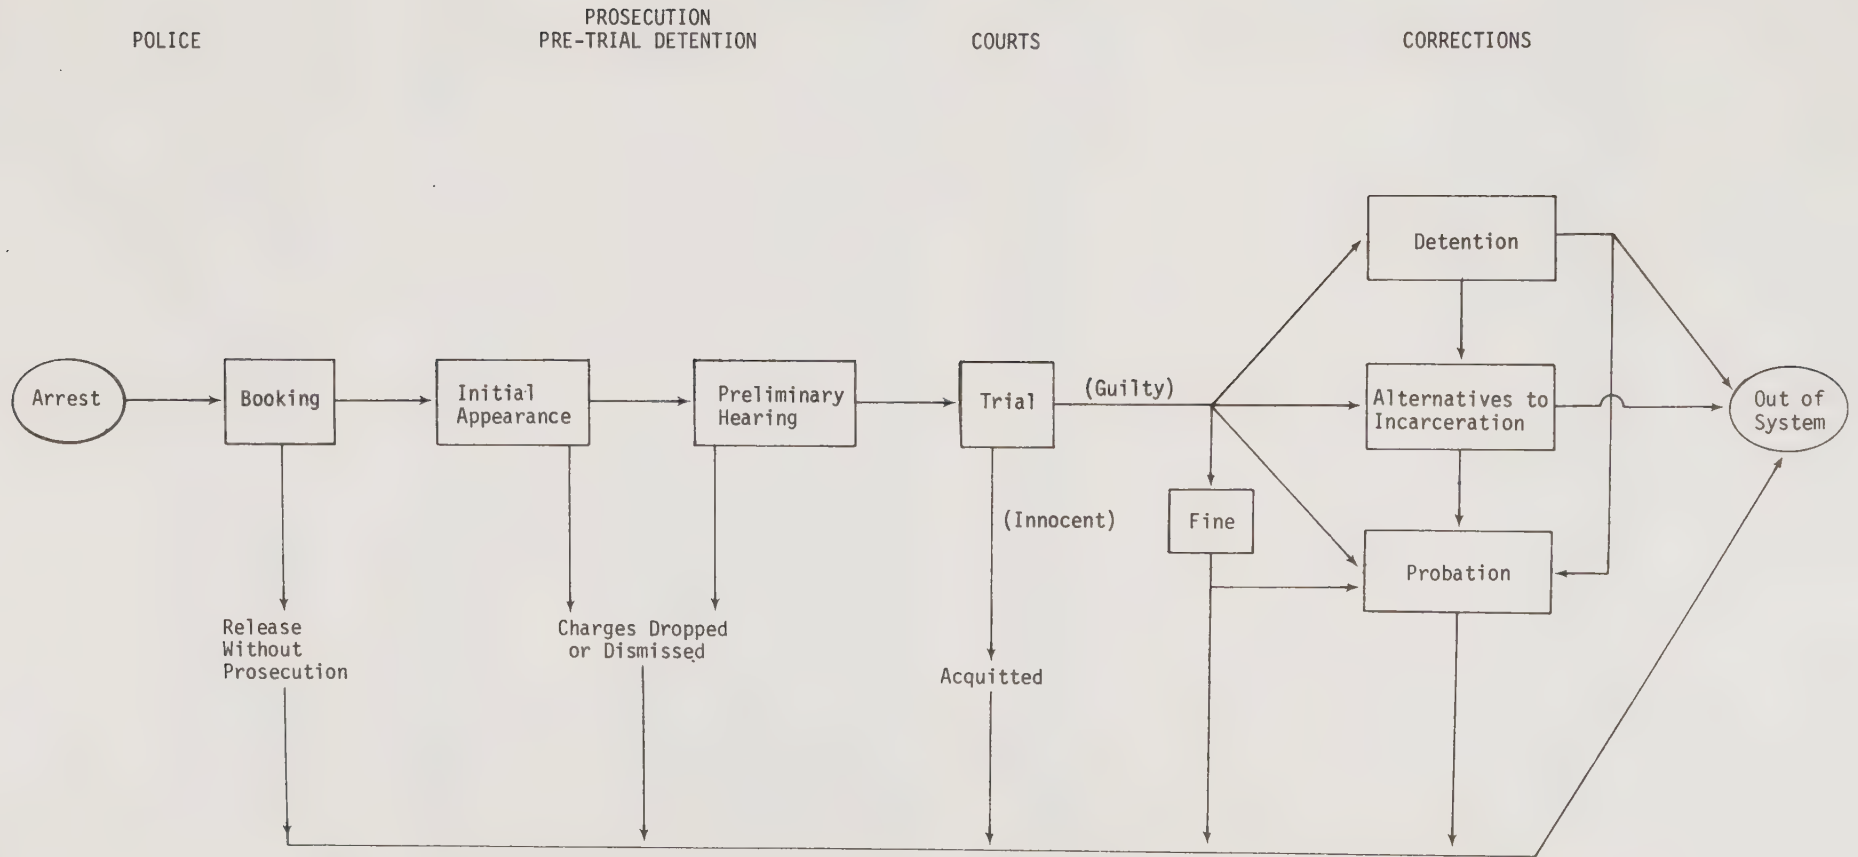 PROSECUTION
POLICE
PRE-TRIAL DETENTION
COURTS
CORRECTIONS
Detention
Arrest
Booking
Initial
Appearance
Preliminary
Hearing
Trial
(Guilty)
Alternatives to
Incarceration
Out of
System
(Innocent)
Fine
Probation
Release
Without
Prosecution
Charges Dropped
or Dismissed
Acquitted